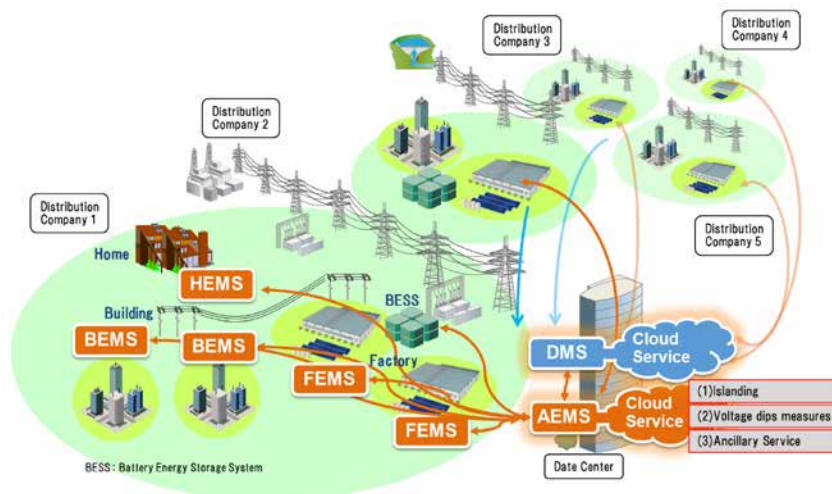 Distribution
Company 3
Distribution
Company 4
Distribution
Company 2
Distribution
Company 1
Distribution
Company 5
Home
HEMS
Building
BEMS
BEMS
BESS
Factory
FEMS
FEMS
DMS
Cloud
Service
AEMS
Cloud
Service
(1)Islanding
(2)Voltage dips measures
(3)Ancillary Service
Date Center
BESS: Battery Energy Storage System